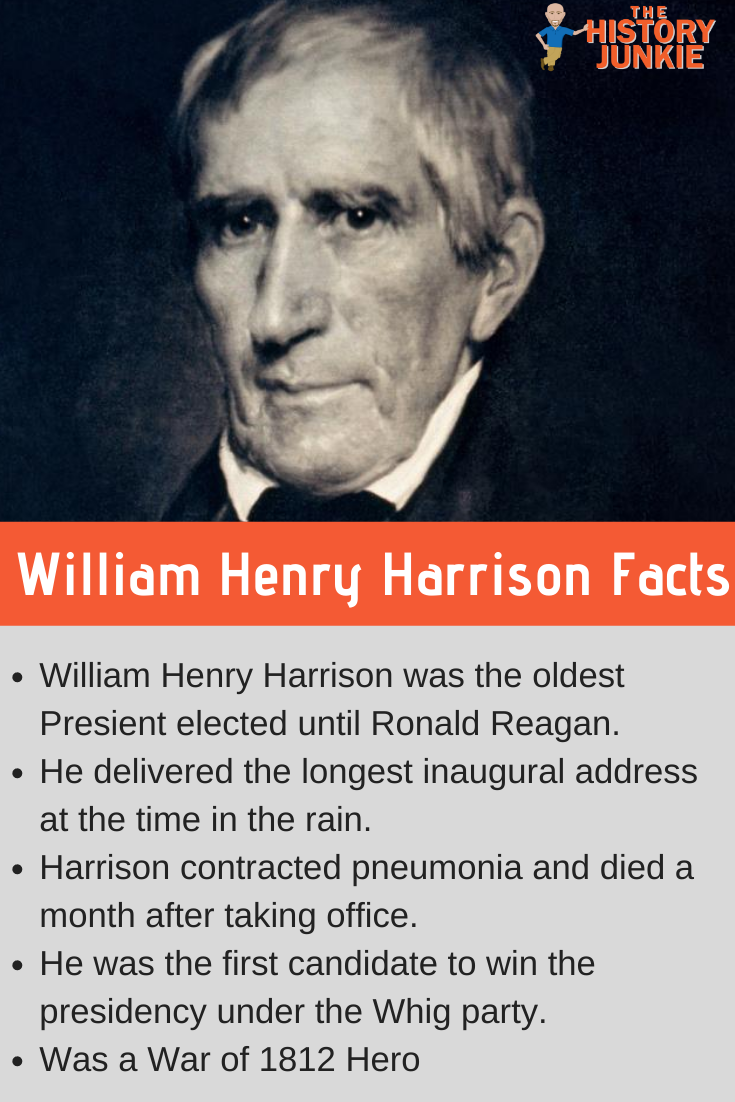 THE
HISTORY
JUNKIE
William Henry Harrison Facts
• William Henry Harrison was the oldest
Presient elected until Ronald Reagan.
• He delivered the longest inaugural address
at the time in the rain.
• Harrison contracted pneumonia and died a
month after taking office.
• He was the first candidate to win the
presidency under the Whig party.
• Was a War of 1812 Hero